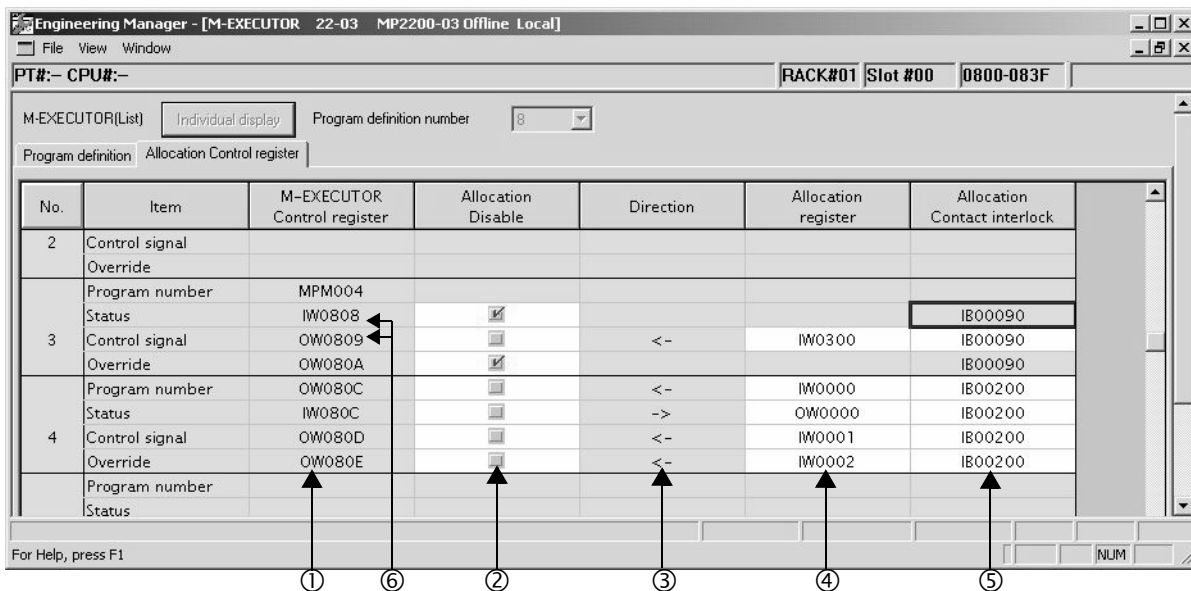 Engineering Manager - [M-EXECUTOR 22-03 MP2200-03 Offline Local]
File View Window
PT#:– CPU#:–
RACK#01 Slot #00 0800-083F
M-EXECUTOR(List) Individual display Program definition number 8
Program definition Allocation Control register
No. Item M-EXECUTOR Control register Allocation Disable Direction Allocation register Allocation Contact interlock
2 Control signal
Override
Program number MPM004
Status IW0808 IB00090
3 Control signal OW0809 <- IW0300 IB00090
Override OW080A IB00090
Program number OW080C <- IW0000 IB00200
Status IW080C -> OW0000 IB00200
4 Control signal OW080D <- IW0001 IB00200
Override OW080E <- IW0002 IB00200
Program number
Status
For Help, press F1 NUM
① ⑥ ② ③ ④ ⑤